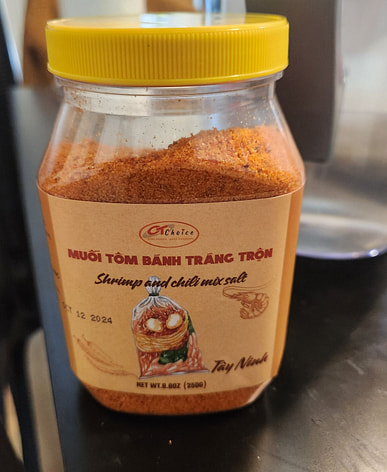 CT Choice
MUỐI TÔM BÁNH TRÁNG TRỘN
Shrimp and chili mix salt
12 2024
Tây Ninh
NET WT.8.8OZ (250G)